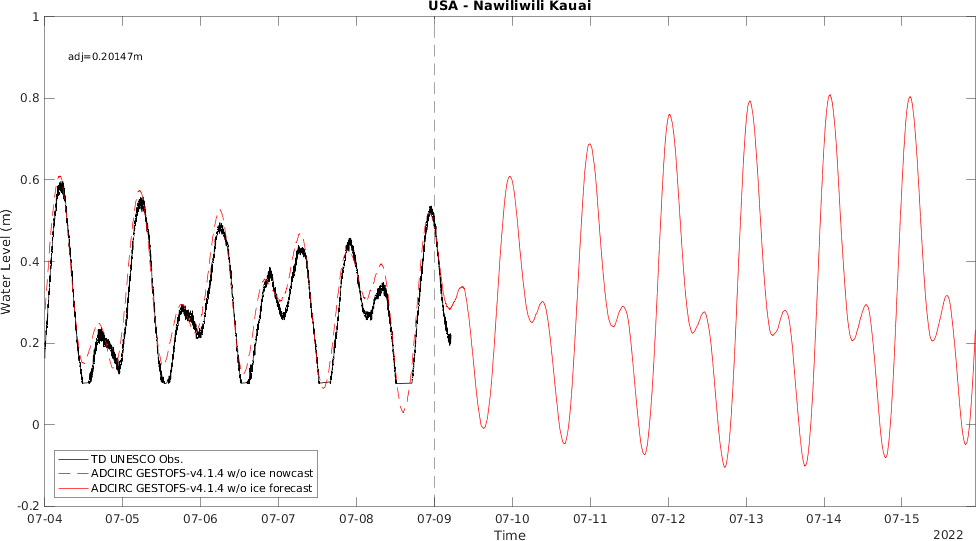 USA - Nawiliwili Kauai
adj=0.20147m
1
0.8
0.6
0.4
0.2
0
-0.2
Water Level (m)
TD UNESCO Obs.
ADCIRC GESTOFS-v4.1.4 w/o ice nowcast
ADCIRC GESTOFS-v4.1.4 w/o ice forecast
07-04 07-05 07-06 07-07 07-08 07-09 07-10 07-11 07-12 07-13 07-14 07-15
Time
2022